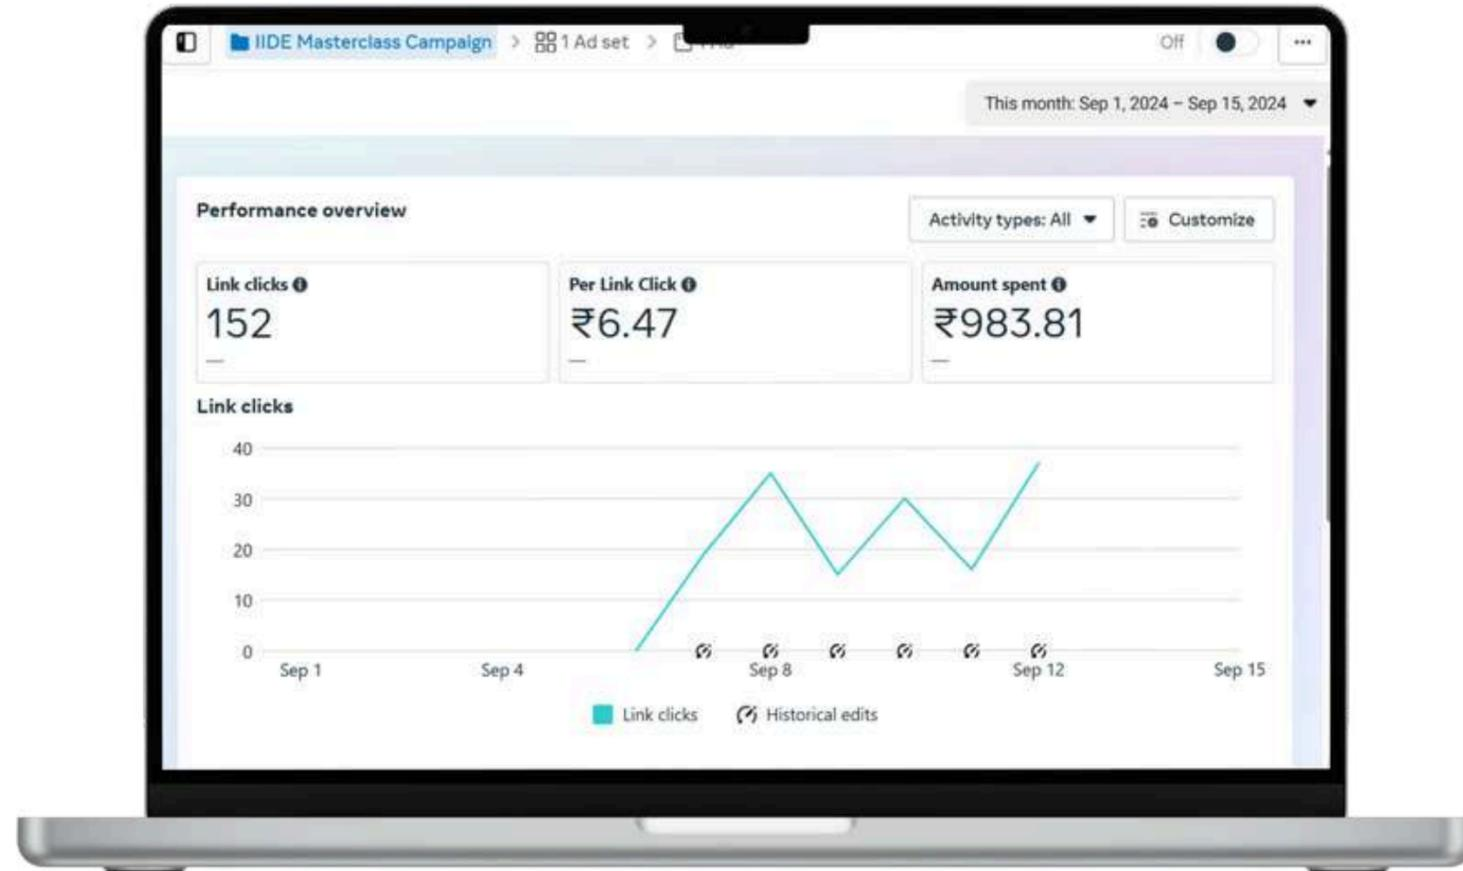 IIDE Masterclass Campaign > 1 Ad set >
Off
This month: Sep 1, 2024 – Sep 15, 2024
Performance overview
Activity types: All
Customize
Link clicks
152
—
Per Link Click
₹6.47
—
Amount spent
₹983.81
—
Link clicks
40
30
20
10
0
Sep 1 Sep 4 Sep 8 Sep 12 Sep 15
Link clicks Historical edits